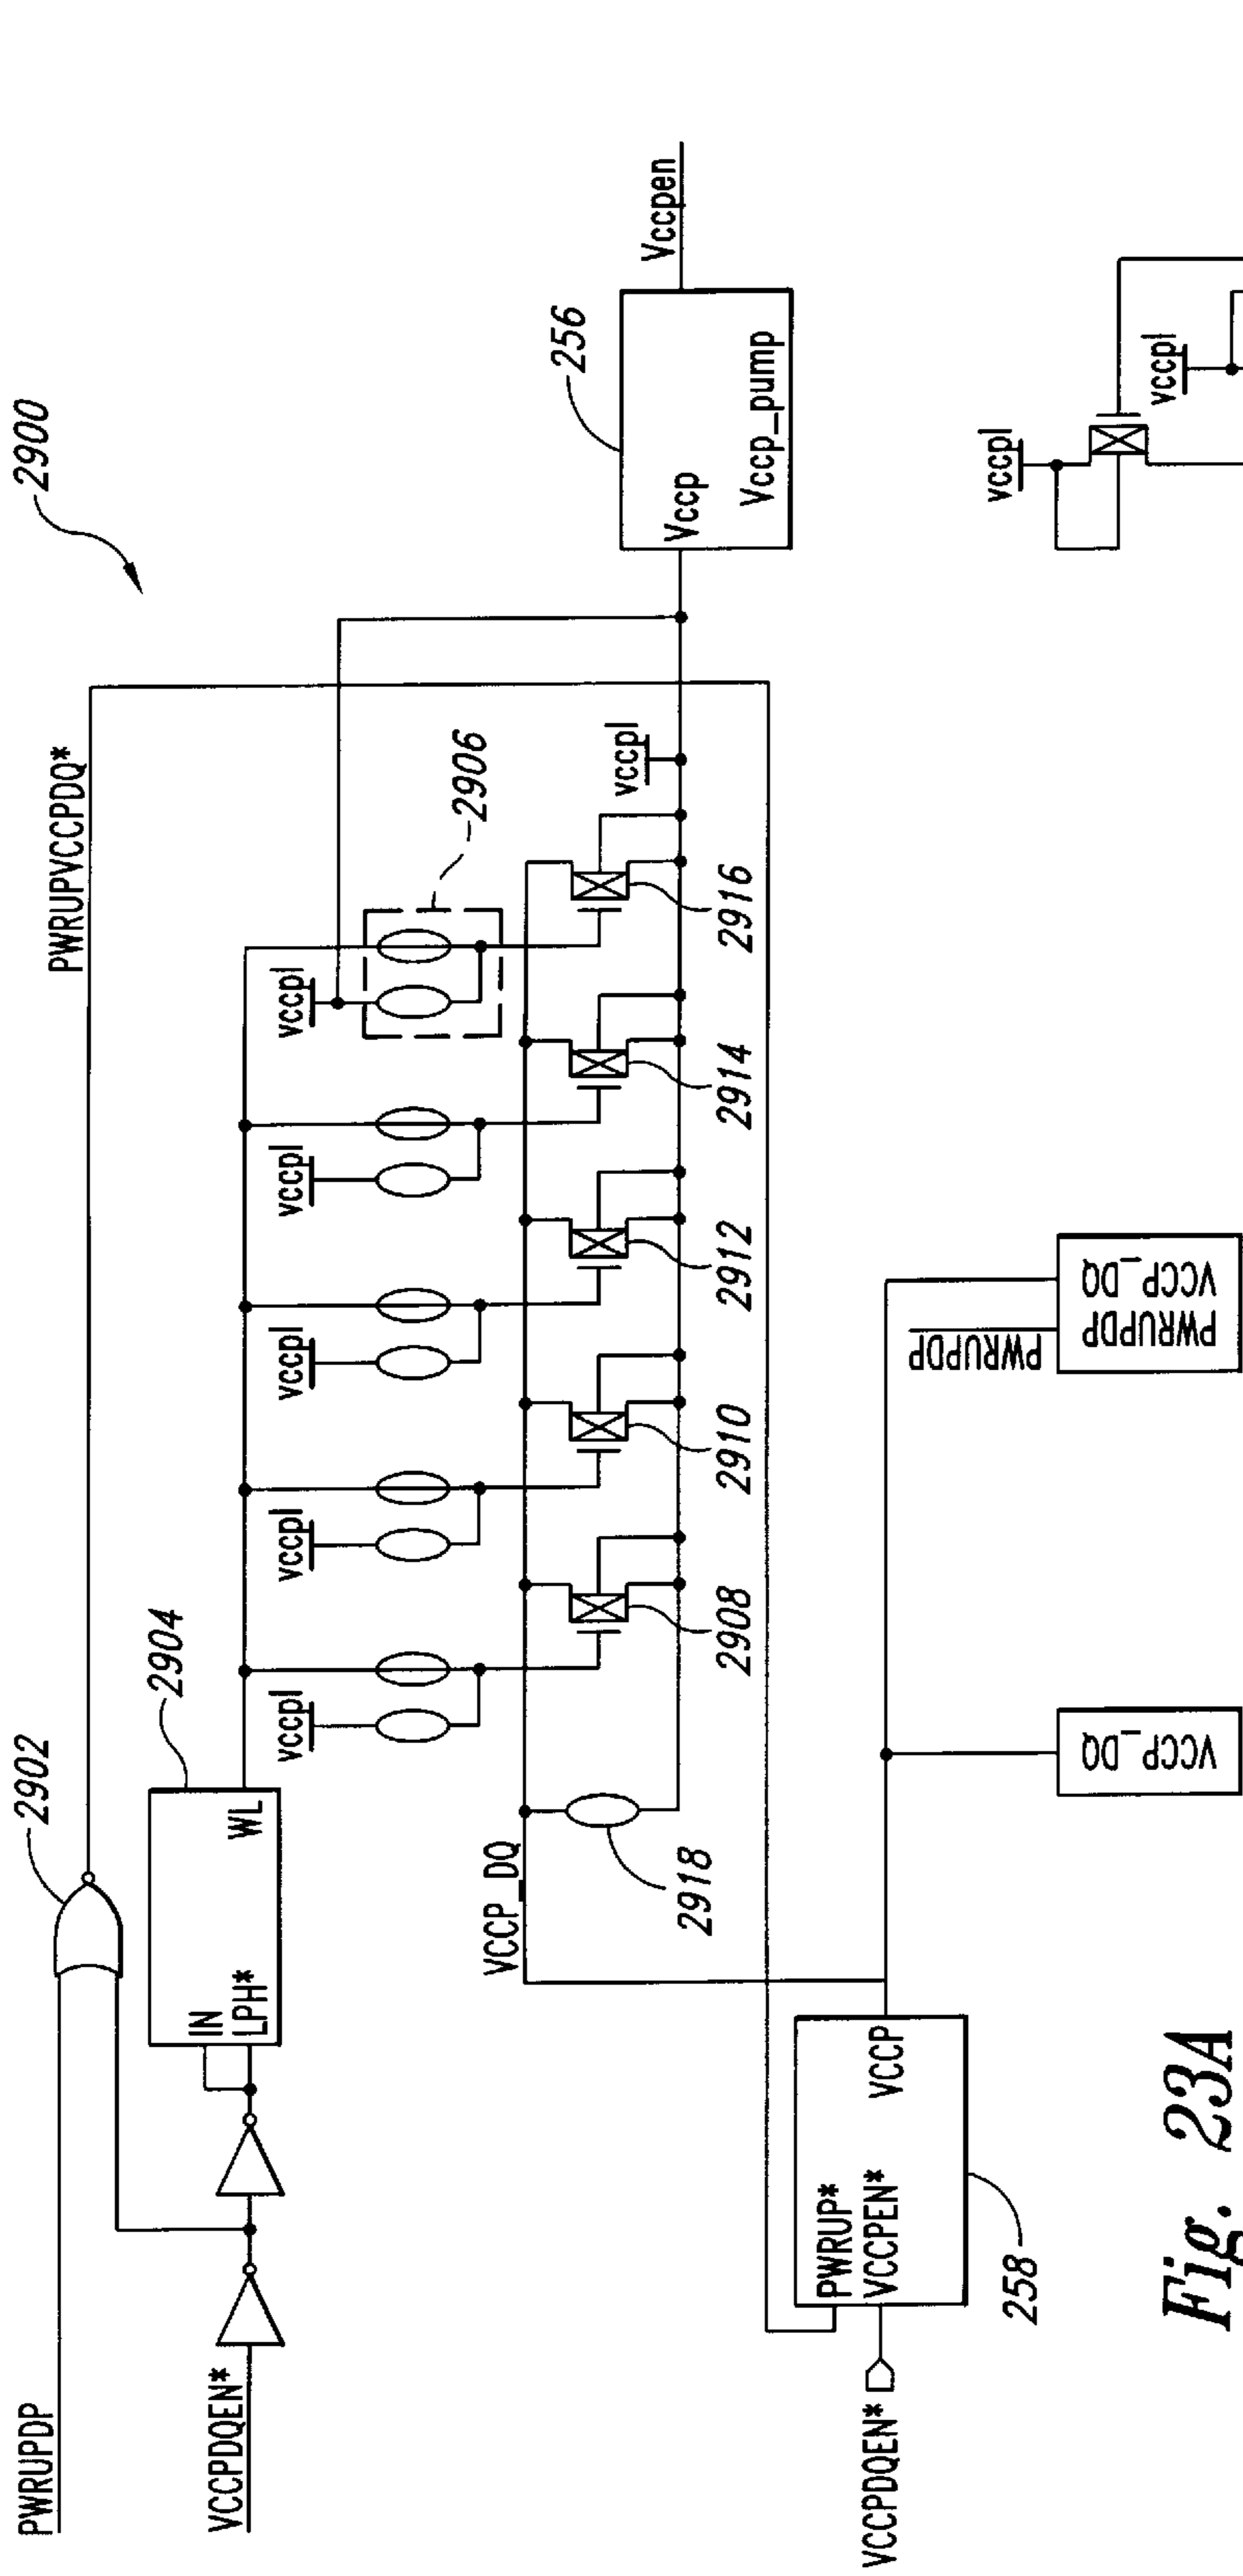 2900
PWRUPDP
2902
PWRUPVCCPDQ*
VCCPDQEN*
IN
LPH*
WL
2904
vccpl
vccpl
vccpl
vccpl
vccpl
2906
VCCP_DQ
2918
2908
2910
2912
2914
2916
vccpl
Vccp
Vccp_pump
256
Vccpen
VCCPDQEN*
PWRUP*
VCCPEN*
VCCP
258
VCCP_DQ
PWRUPDP
PWRUPDP
VCCP_DQ
vccpl
vccpl
Fig. 23A